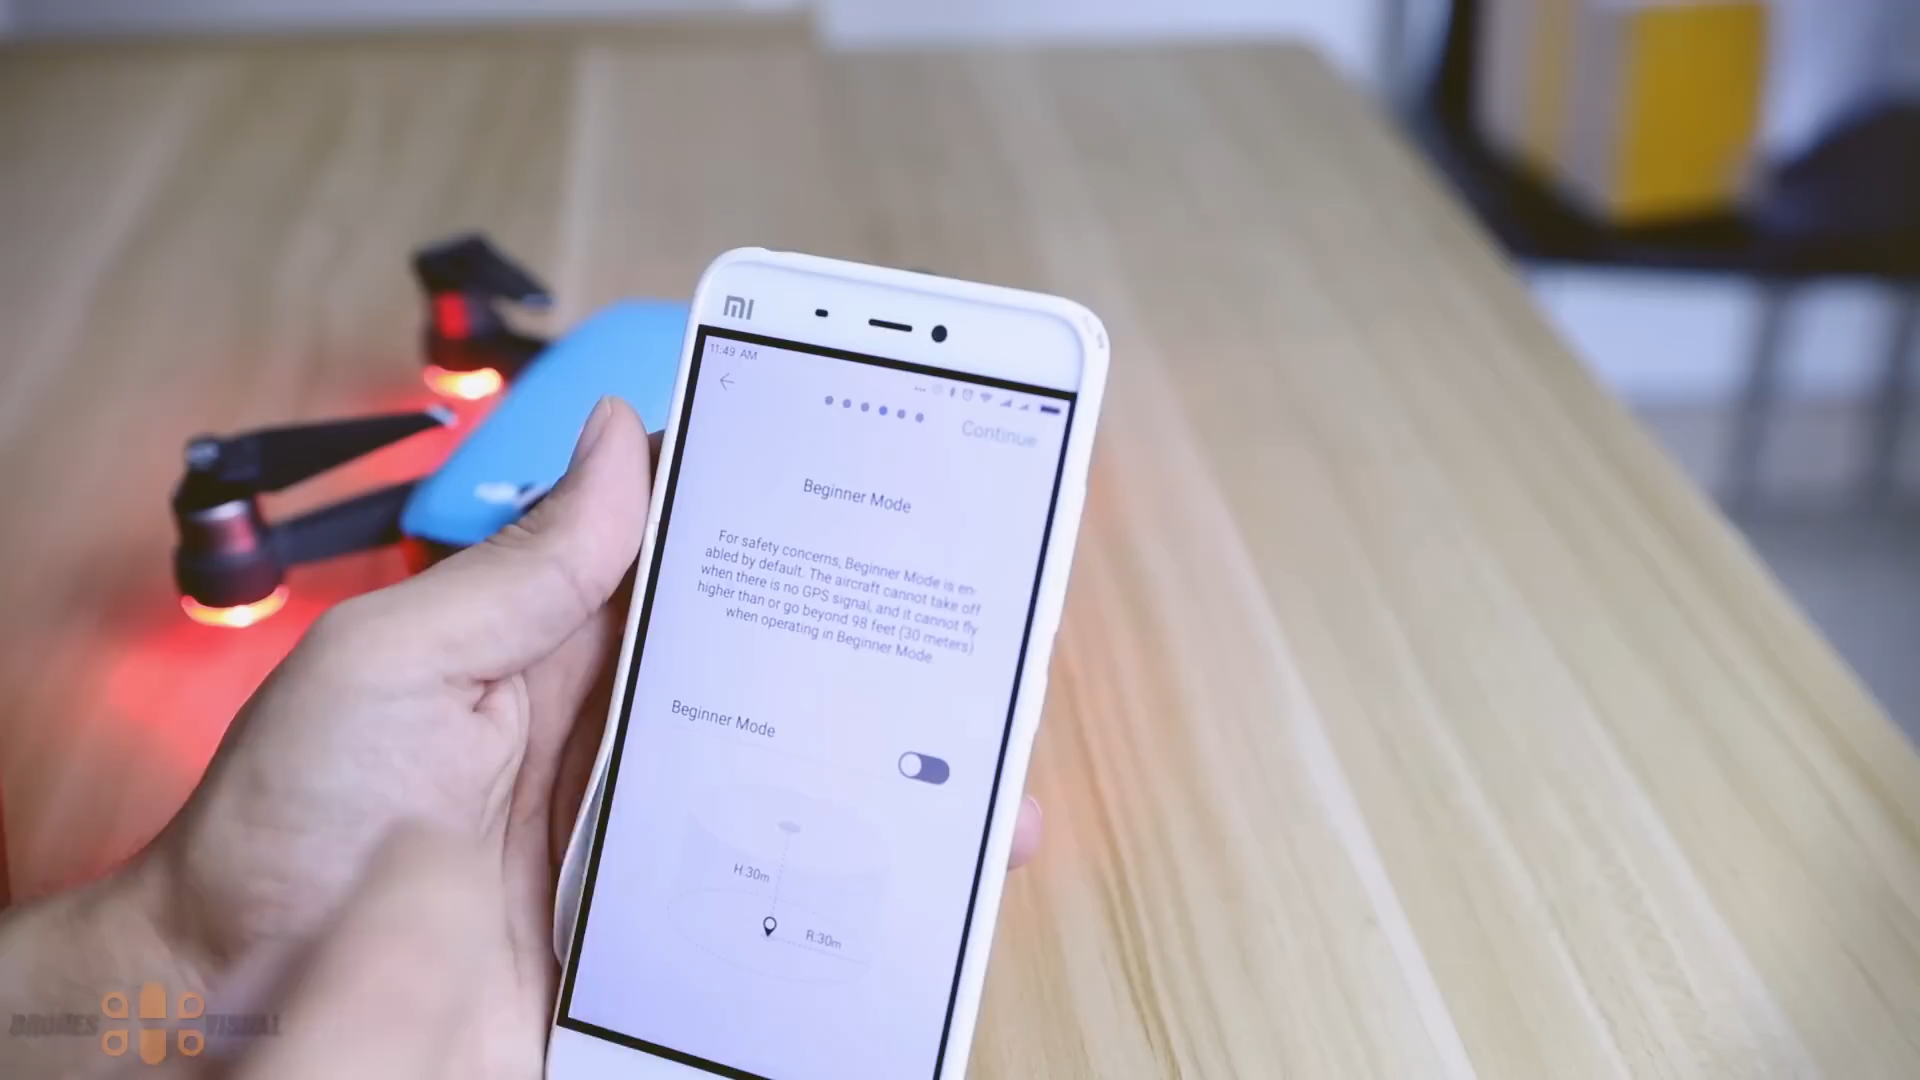 MI
11:49 AM
Continue
Beginner Mode
For safety concerns, Beginner Mode is en-
abled by default. The aircraft cannot take off
when there is no GPS signal, and it cannot fly
higher than or go beyond 98 feet (30 meters)
when operating in Beginner Mode.
Beginner Mode
H:30m
R:30m
DRONES VISUAL